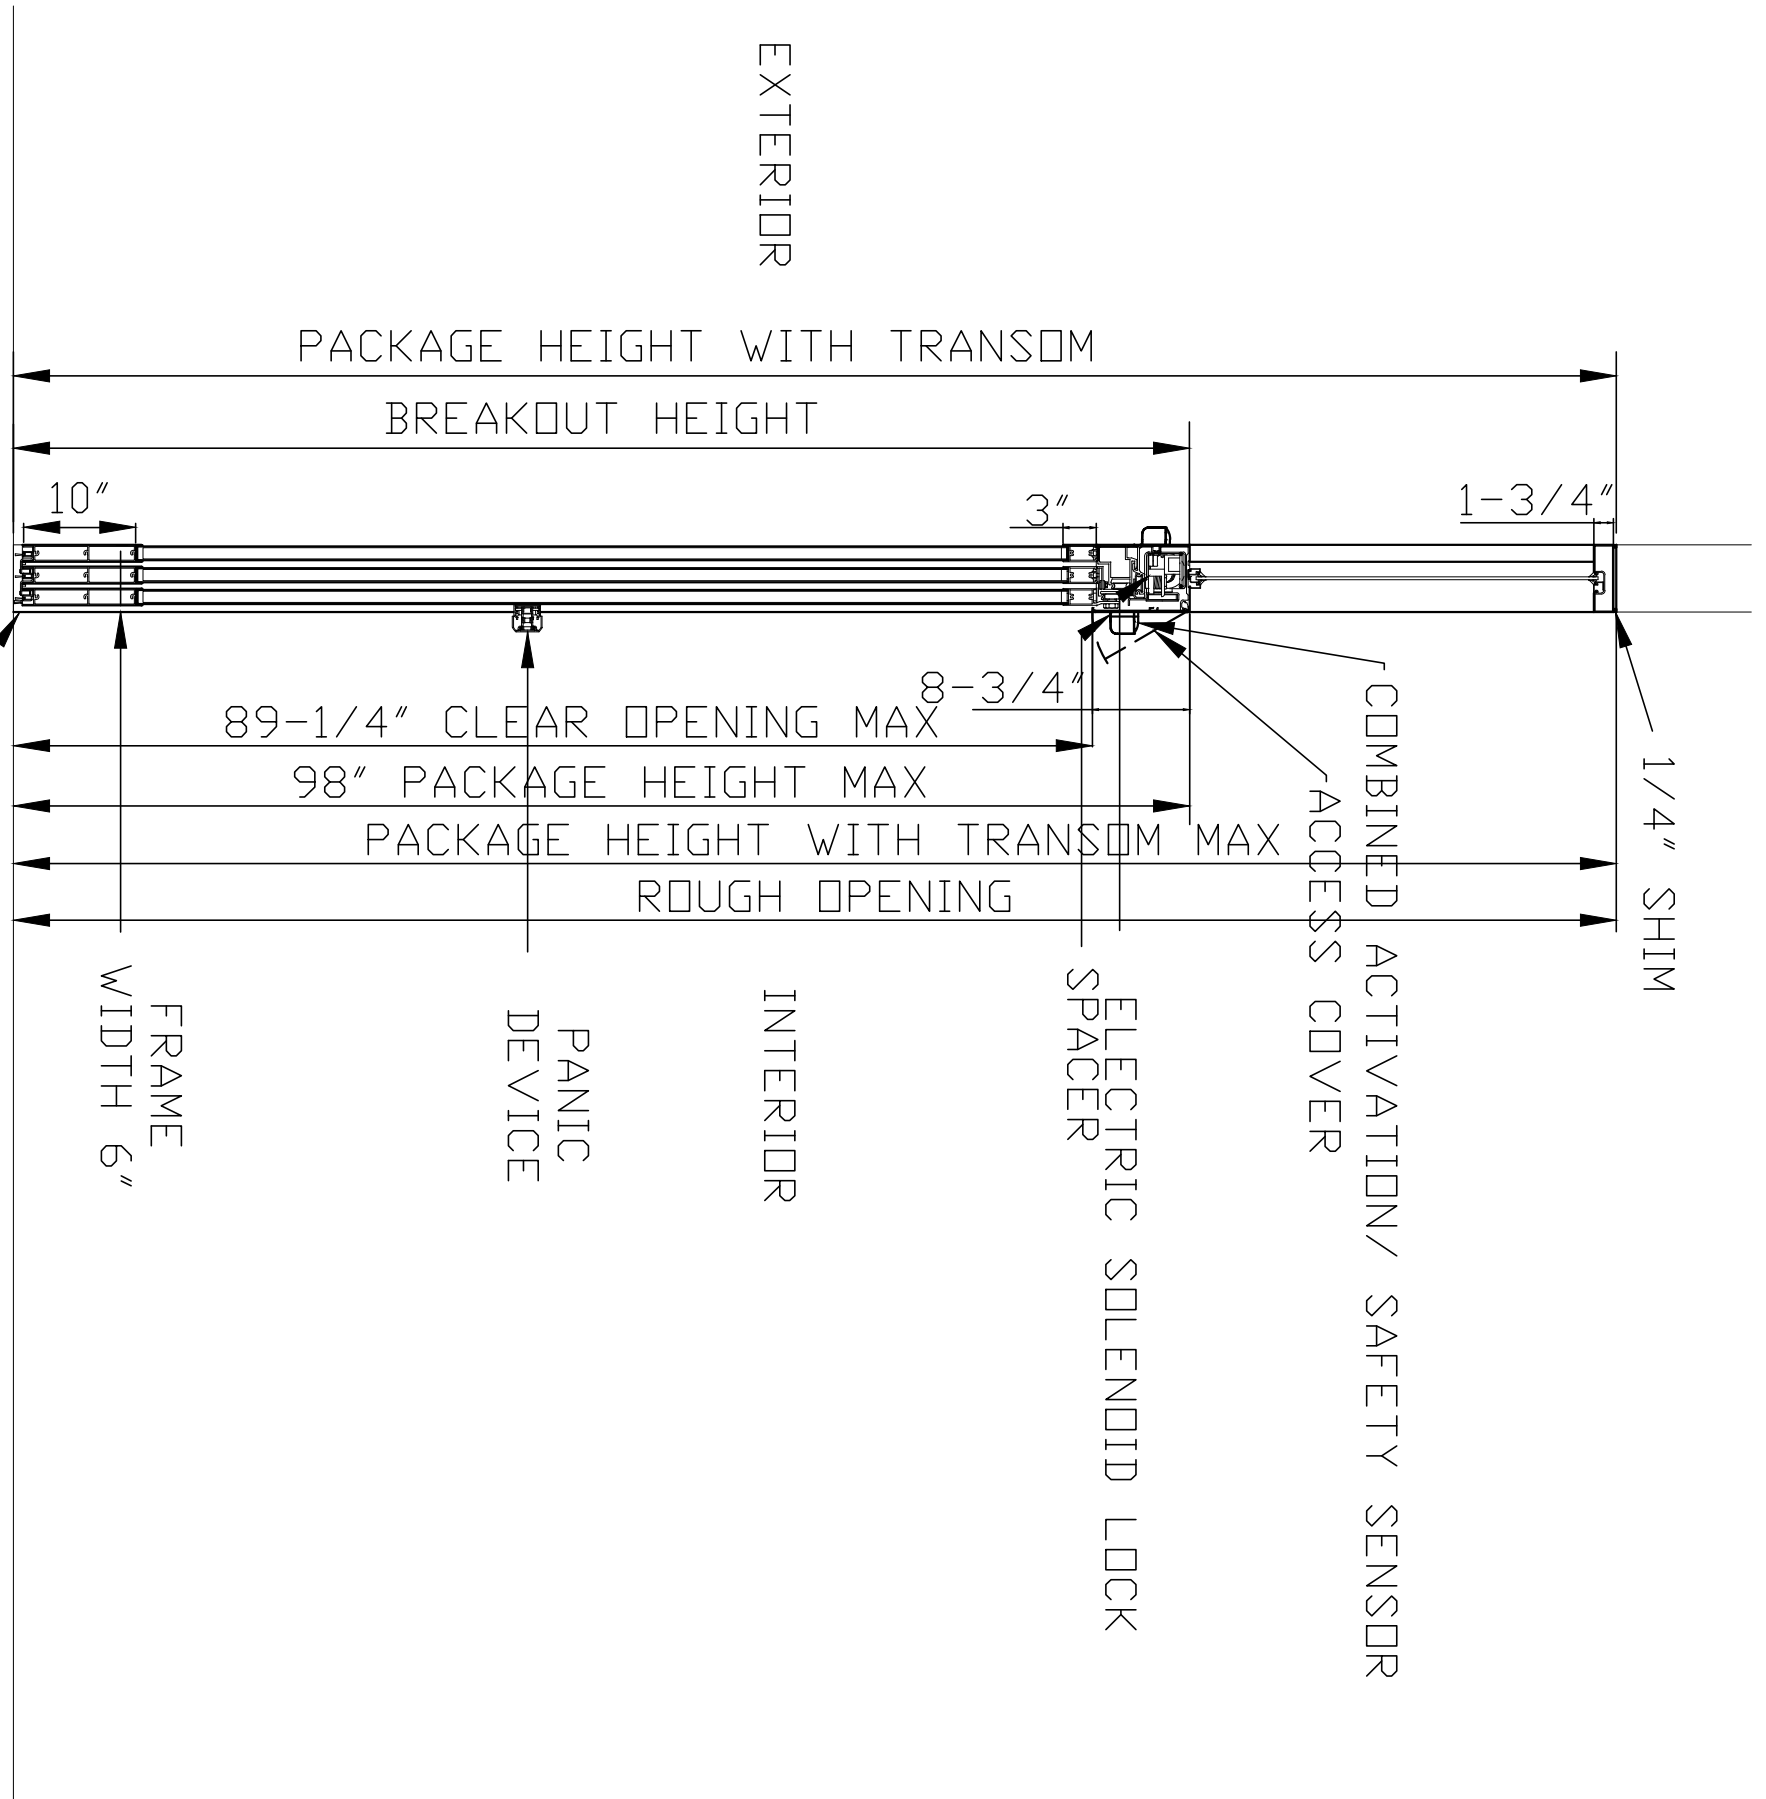 EXTERIOR
PACKAGE HEIGHT WITH TRANSOM
BREAKOUT HEIGHT
10"
3"
1-3/4"
8-3/4"
89-1/4" CLEAR OPENING MAX
98" PACKAGE HEIGHT MAX
PACKAGE HEIGHT WITH TRANSOM MAX
ROUGH OPENING
1/4" SHIM
COMBINED ACTIVATION/ SAFETY SENSOR
ACCESS COVER
ELECTRIC SOLENOID LOCK
SPACER
INTERIOR
PANIC
DEVICE
FRAME
WIDTH 6"